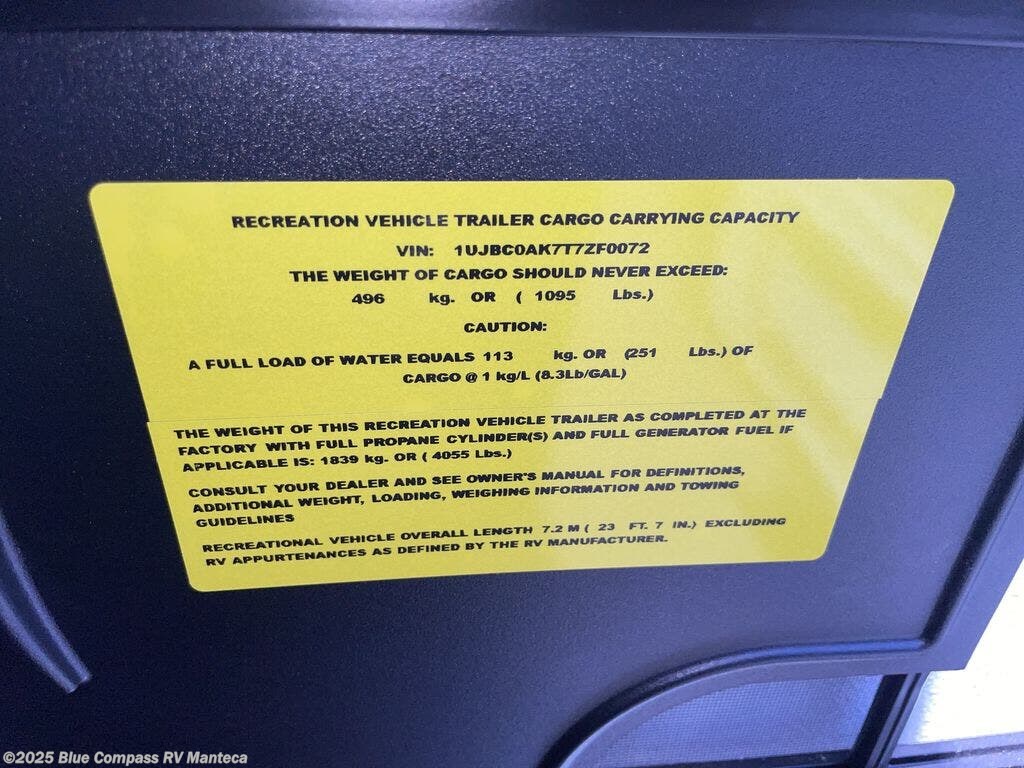 RECREATION VEHICLE TRAILER CARGO CARRYING CAPACITY
VIN: 1UJBC0AK7T7ZF0072
THE WEIGHT OF CARGO SHOULD NEVER EXCEED:
496 kg. OR ( 1095 Lbs.)
CAUTION:
A FULL LOAD OF WATER EQUALS 113 kg. OR (251 Lbs.) OF
CARGO @ 1 kg/L (8.3Lb/GAL)
THE WEIGHT OF THIS RECREATION VEHICLE TRAILER AS COMPLETED AT THE
FACTORY WITH FULL PROPANE CYLINDER(S) AND FULL GENERATOR FUEL IF
APPLICABLE IS: 1839 kg. OR ( 4055 Lbs.)
CONSULT YOUR DEALER AND SEE OWNER'S MANUAL FOR DEFINITIONS,
ADDITIONAL WEIGHT, LOADING, WEIGHING INFORMATION AND TOWING
GUIDELINES
RECREATIONAL VEHICLE OVERALL LENGTH 7.2 M ( 23 FT. 7 IN.) EXCLUDING
RV APPURTENANCES AS DEFINED BY THE RV MANUFACTURER.
©2025 Blue Compass RV Manteca